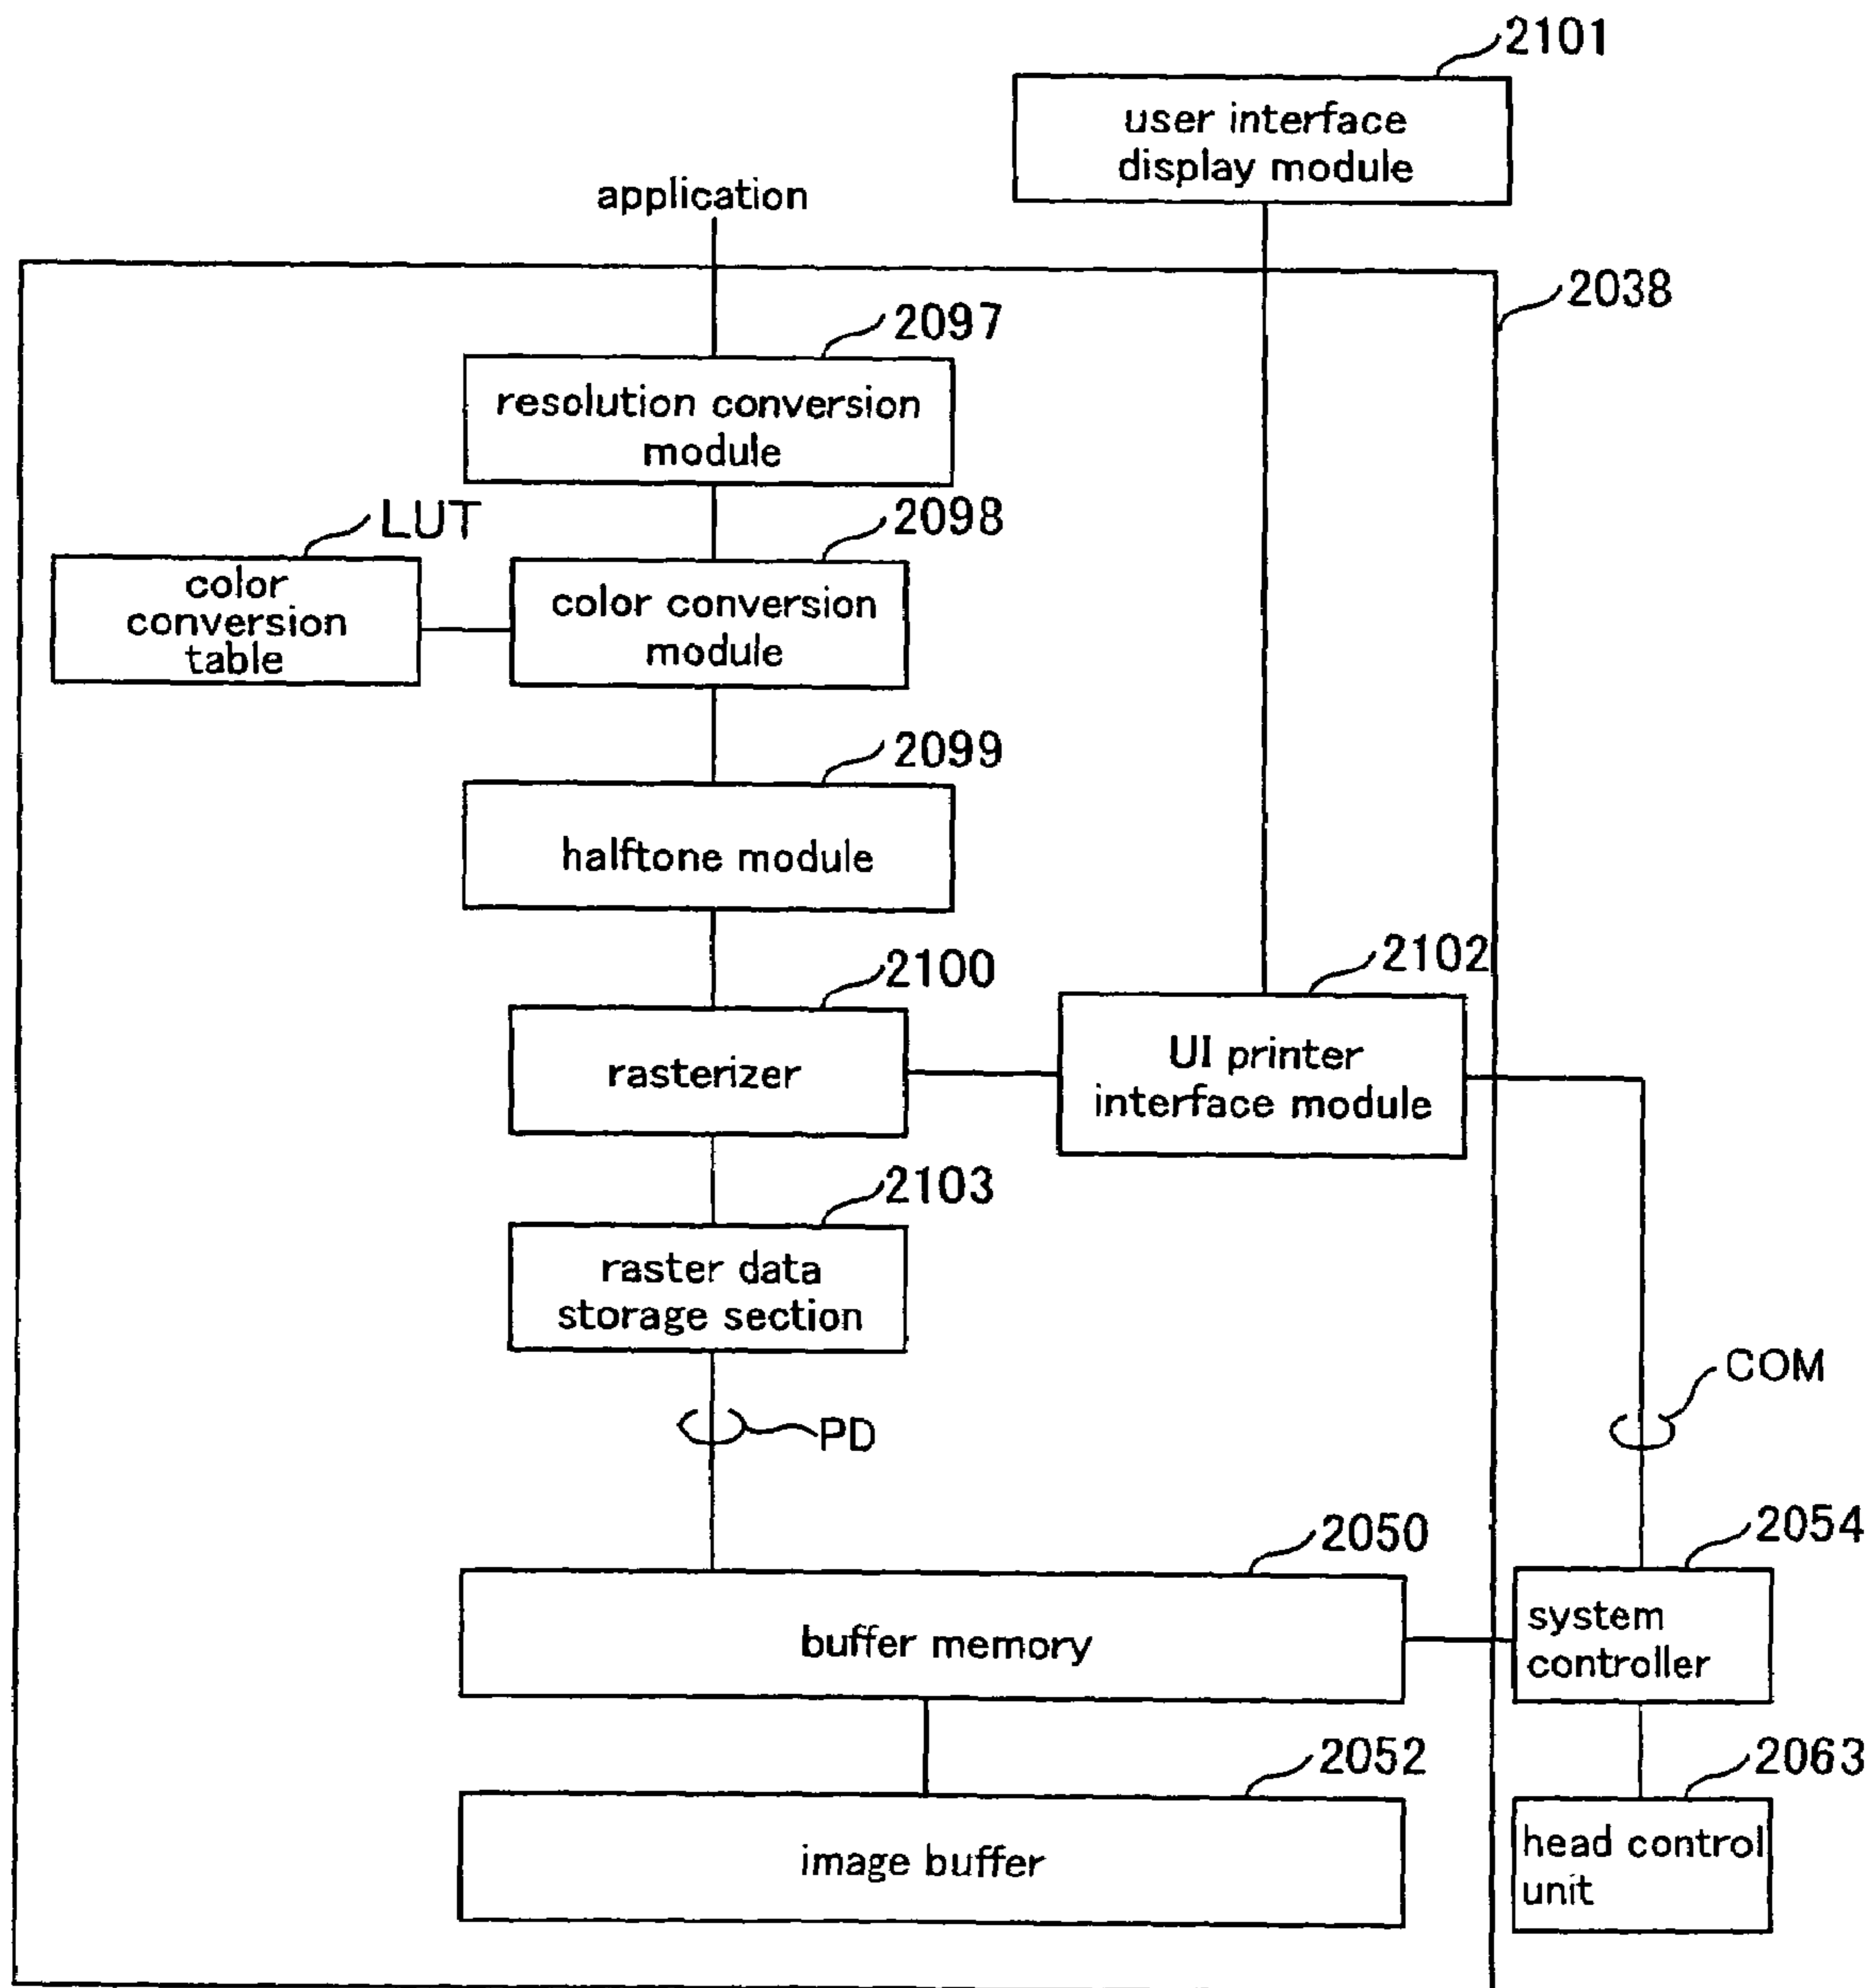 2101
user interface
display module
application
2038
2097
resolution conversion
module
LUT
2098
color
conversion
table
color conversion
module
2099
halftone module
2100
2102
rasterizer
UI printer
interface module
2103
raster data
storage section
COM
PD
2050
2054
buffer memory
system
controller
2052
2063
image buffer
head control
unit